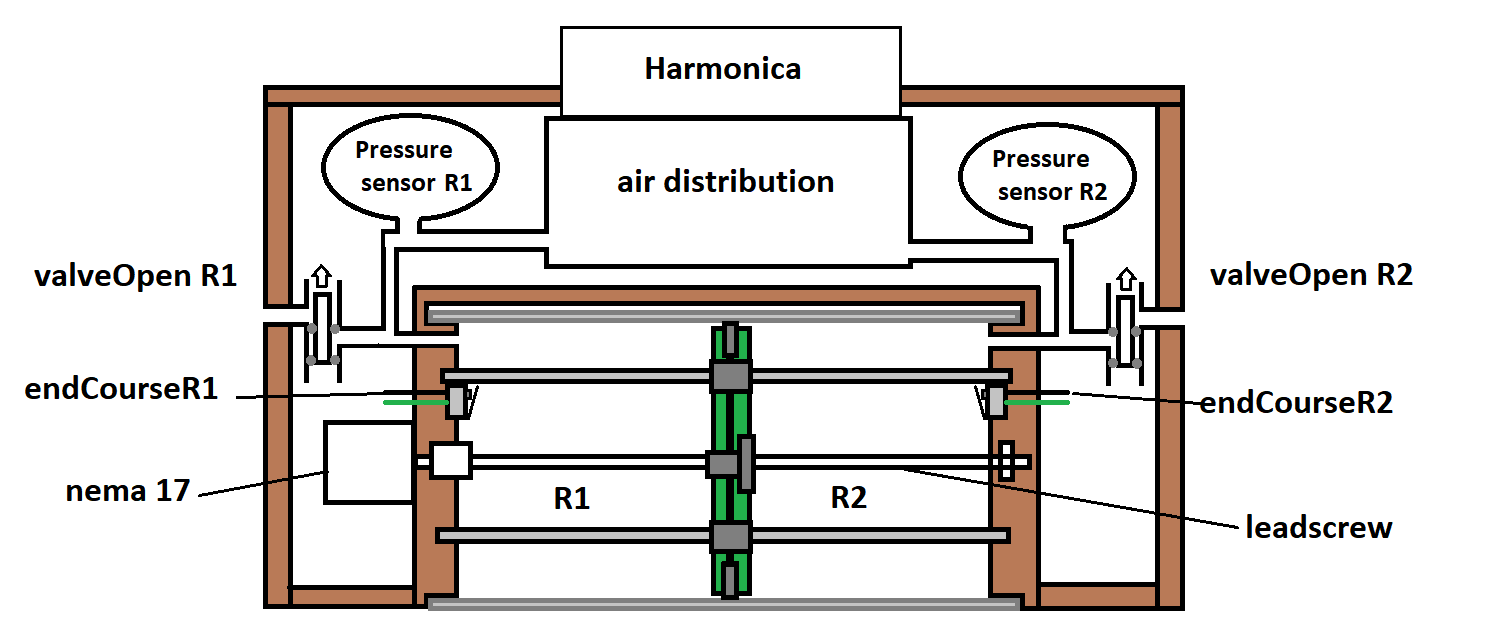 Harmonica
Pressure
sensor R1
air distribution
Pressure
sensor R2
valveOpen R1
valveOpen R2
endCourseR1
endCourseR2
nema 17
R1
R2
leadscrew